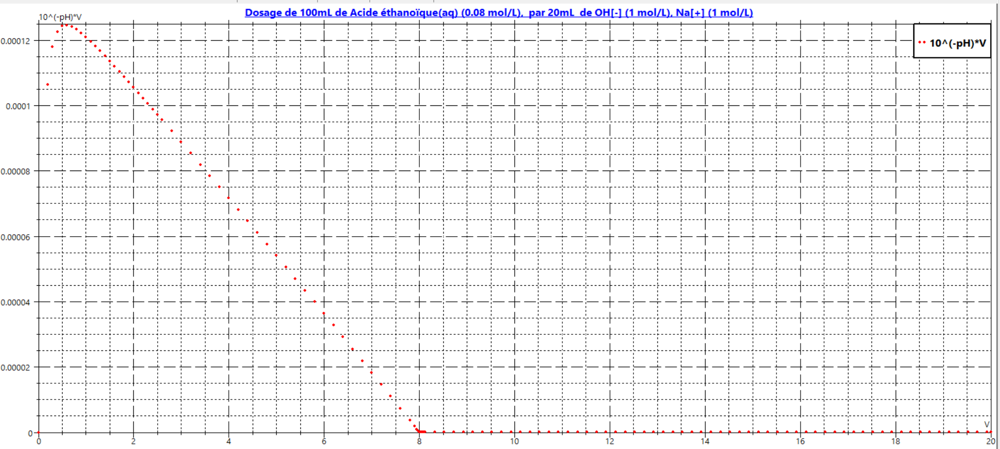 Dosage de 100mL de Acide éthanoïque(aq) (0.08 mol/L),  par 20mL  de OH[-] (1 mol/L), Na[+] (1 mol/L)
10^(-pH)*V
10^(-pH)*V
0.00012
0.0001
0.00008
0.00006
0.00004
0.00002
0
V
0 2 4 6 8 10 12 14 16 18 20